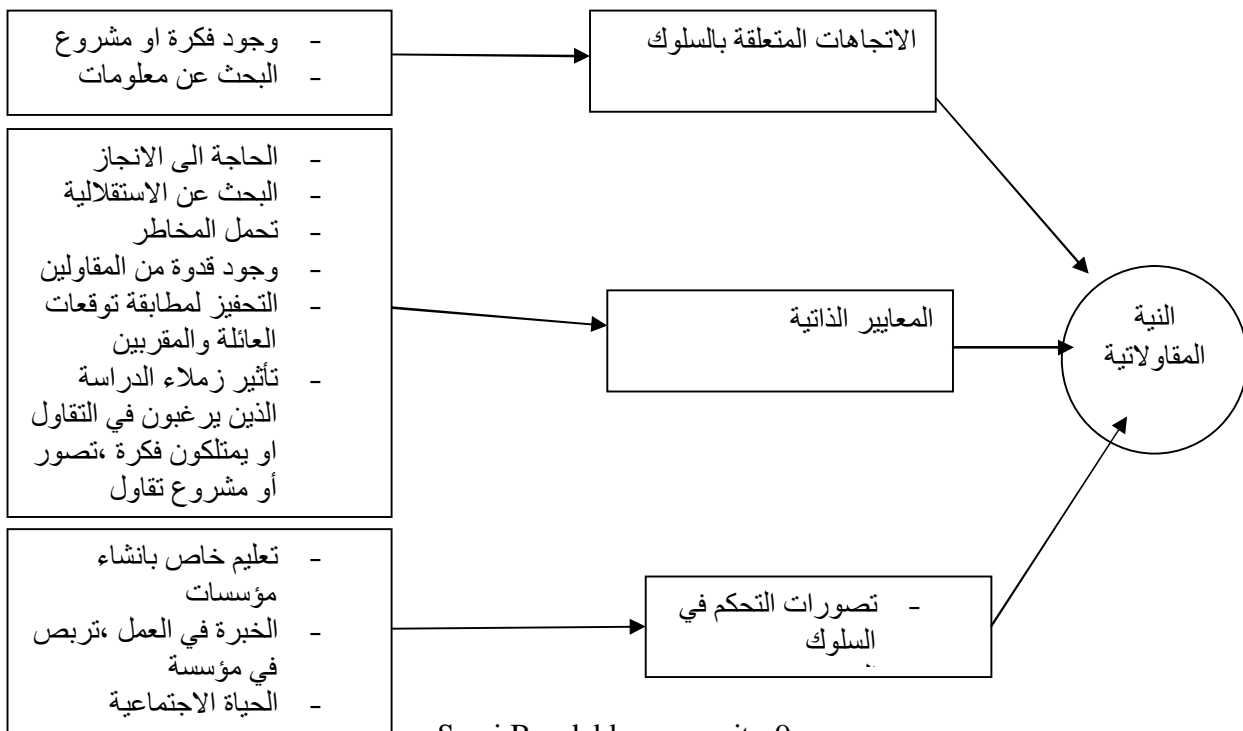 - وجود فكرة او مشروع
- البحث عن معلومات
الاتجاهات المتعلقة بالسلوك
- الحاجة الى الانجاز
- البحث عن الاستقلالية
- تحمل المخاطر
- وجود قدوة من المقاولين
- التحفيز لمطابقة توقعات
العائلة والمقربين
- تأثير زملاء الدراسة
الذين يرغبون في التقاول
او يمتلكون فكرة ،تصور
أو مشروع تقاول
المعايير الذاتية
النية
المقاولاتية
- تعليم خاص بانشاء
مؤسسات
- الخبرة في العمل ،تربص
في مؤسسة
- الحياة الاجتماعية
- تصورات التحكم في
السلوك